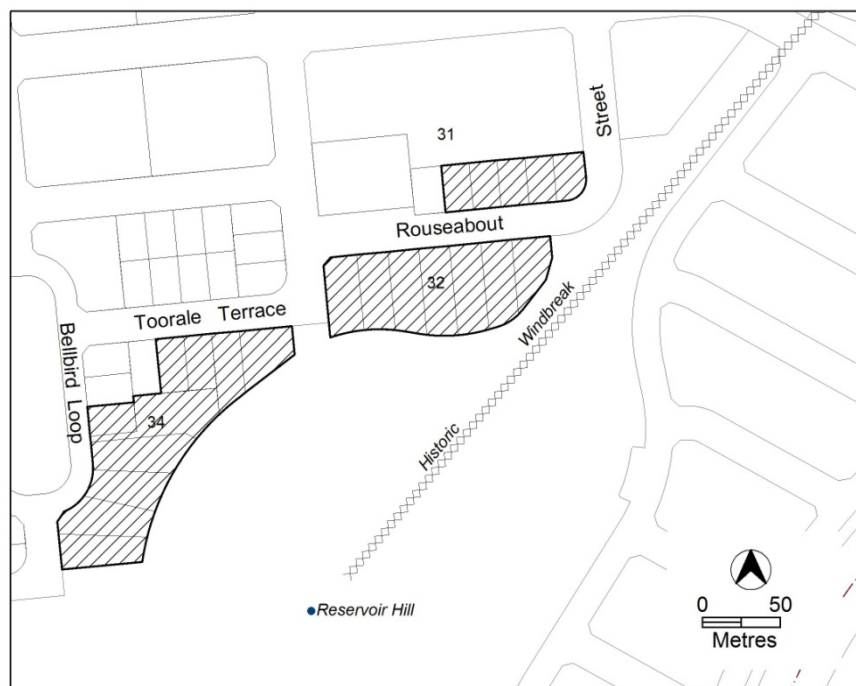 31
Street
Rouseabout
32
Toorale Terrace
Bellbird Loop
34
Windbreak
Historic
Reservoir Hill
0 50
Metres